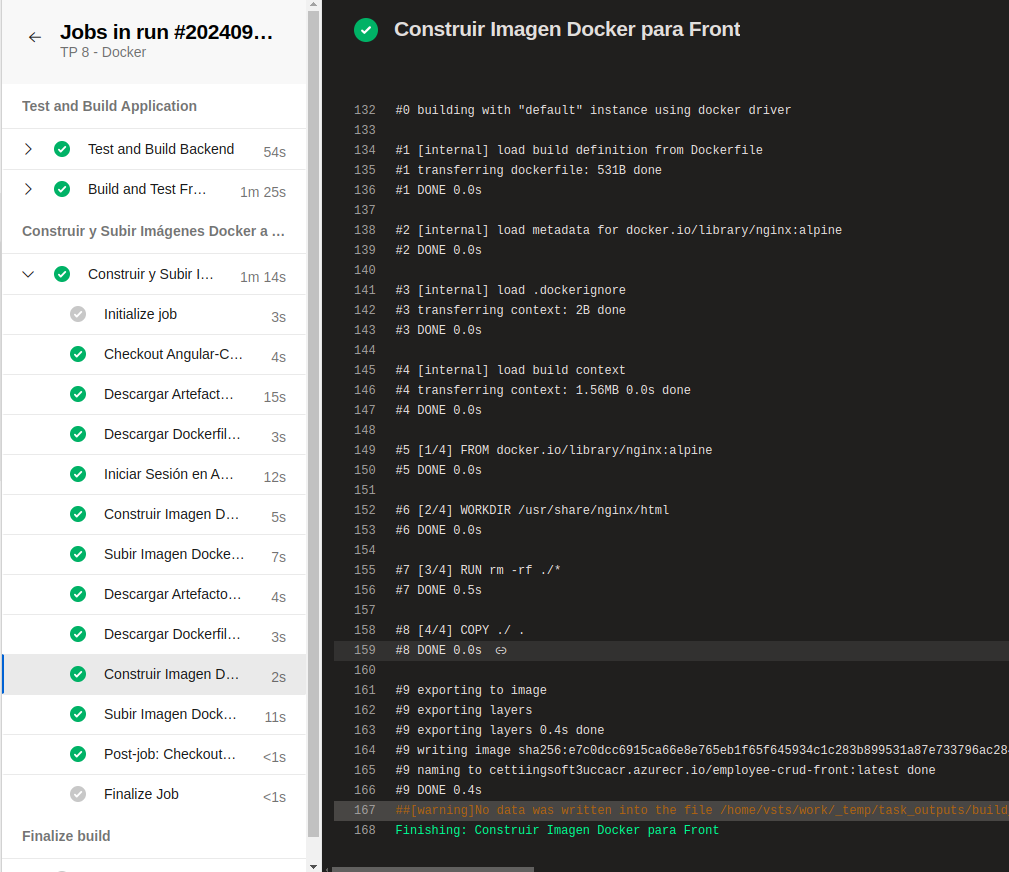 Jobs in run #202409…
TP 8 - Docker
Test and Build Application
Test and Build Backend 54s
Build and Test Fr… 1m 25s
Construir y Subir Imágenes Docker a …
Construir y Subir I… 1m 14s
Initialize job 3s
Checkout Angular-C… 4s
Descargar Artefact… 15s
Descargar Dockerfil… 3s
Iniciar Sesión en A… 12s
Construir Imagen D… 5s
Subir Imagen Docke… 7s
Descargar Artefacto… 4s
Descargar Dockerfil… 3s
Construir Imagen D… 2s
Subir Imagen Dock… 11s
Post-job: Checkout… <1s
Finalize Job <1s
Finalize build
Construir Imagen Docker para Front
132 #0 building with "default" instance using docker driver
133
134 #1 [internal] load build definition from Dockerfile
135 #1 transferring dockerfile: 531B done
136 #1 DONE 0.0s
137
138 #2 [internal] load metadata for docker.io/library/nginx:alpine
139 #2 DONE 0.0s
140
141 #3 [internal] load .dockerignore
142 #3 transferring context: 2B done
143 #3 DONE 0.0s
144
145 #4 [internal] load build context
146 #4 transferring context: 1.56MB 0.0s done
147 #4 DONE 0.0s
148
149 #5 [1/4] FROM docker.io/library/nginx:alpine
150 #5 DONE 0.0s
151
152 #6 [2/4] WORKDIR /usr/share/nginx/html
153 #6 DONE 0.0s
154
155 #7 [3/4] RUN rm -rf ./*
156 #7 DONE 0.5s
157
158 #8 [4/4] COPY ./ .
159 #8 DONE 0.0s
160
161 #9 exporting to image
162 #9 exporting layers
163 #9 exporting layers 0.4s done
164 #9 writing image sha256:e7c0dcc6915ca66e8e765eb1f65f645934c1c283b899531a87e733796ac284
165 #9 naming to cettiingsoft3uccacr.azurecr.io/employee-crud-front:latest done
166 #9 DONE 0.4s
167 ##[warning]No data was written into the file /home/vsts/work/_temp/task_outputs/build
168 Finishing: Construir Imagen Docker para Front